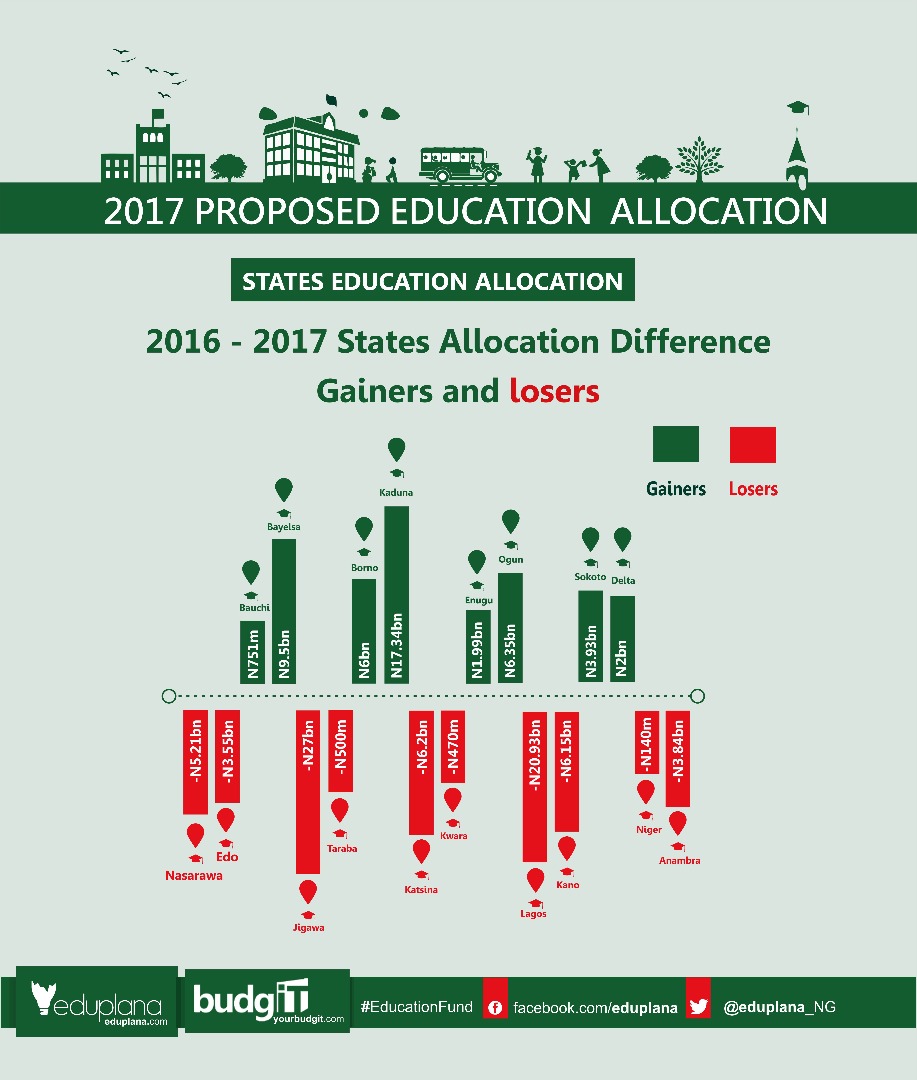 2017 PROPOSED EDUCATION ALLOCATION
STATES EDUCATION ALLOCATION
2016 - 2017 States Allocation Difference
Gainers and losers
Gainers
Losers
Bauchi
N751m
Bayelsa
N9.5bn
Borno
N6bn
Kaduna
N17.34bn
Enugu
N1.99bn
Ogun
N6.35bn
Sokoto
N3.93bn
Delta
N2bn
-N5.21bn
Nasarawa
-N3.55bn
Edo
-N27bn
Jigawa
-N500m
Taraba
-N6.2bn
Katsina
-N470m
Kwara
-N20.93bn
Lagos
-N6.15bn
Kano
-N140m
Niger
-N3.84bn
Anambra
eduplana
eduplana.com
budgIT
yourbudgit.com
#EducationFund
facebook.com/eduplana
@eduplana_NG